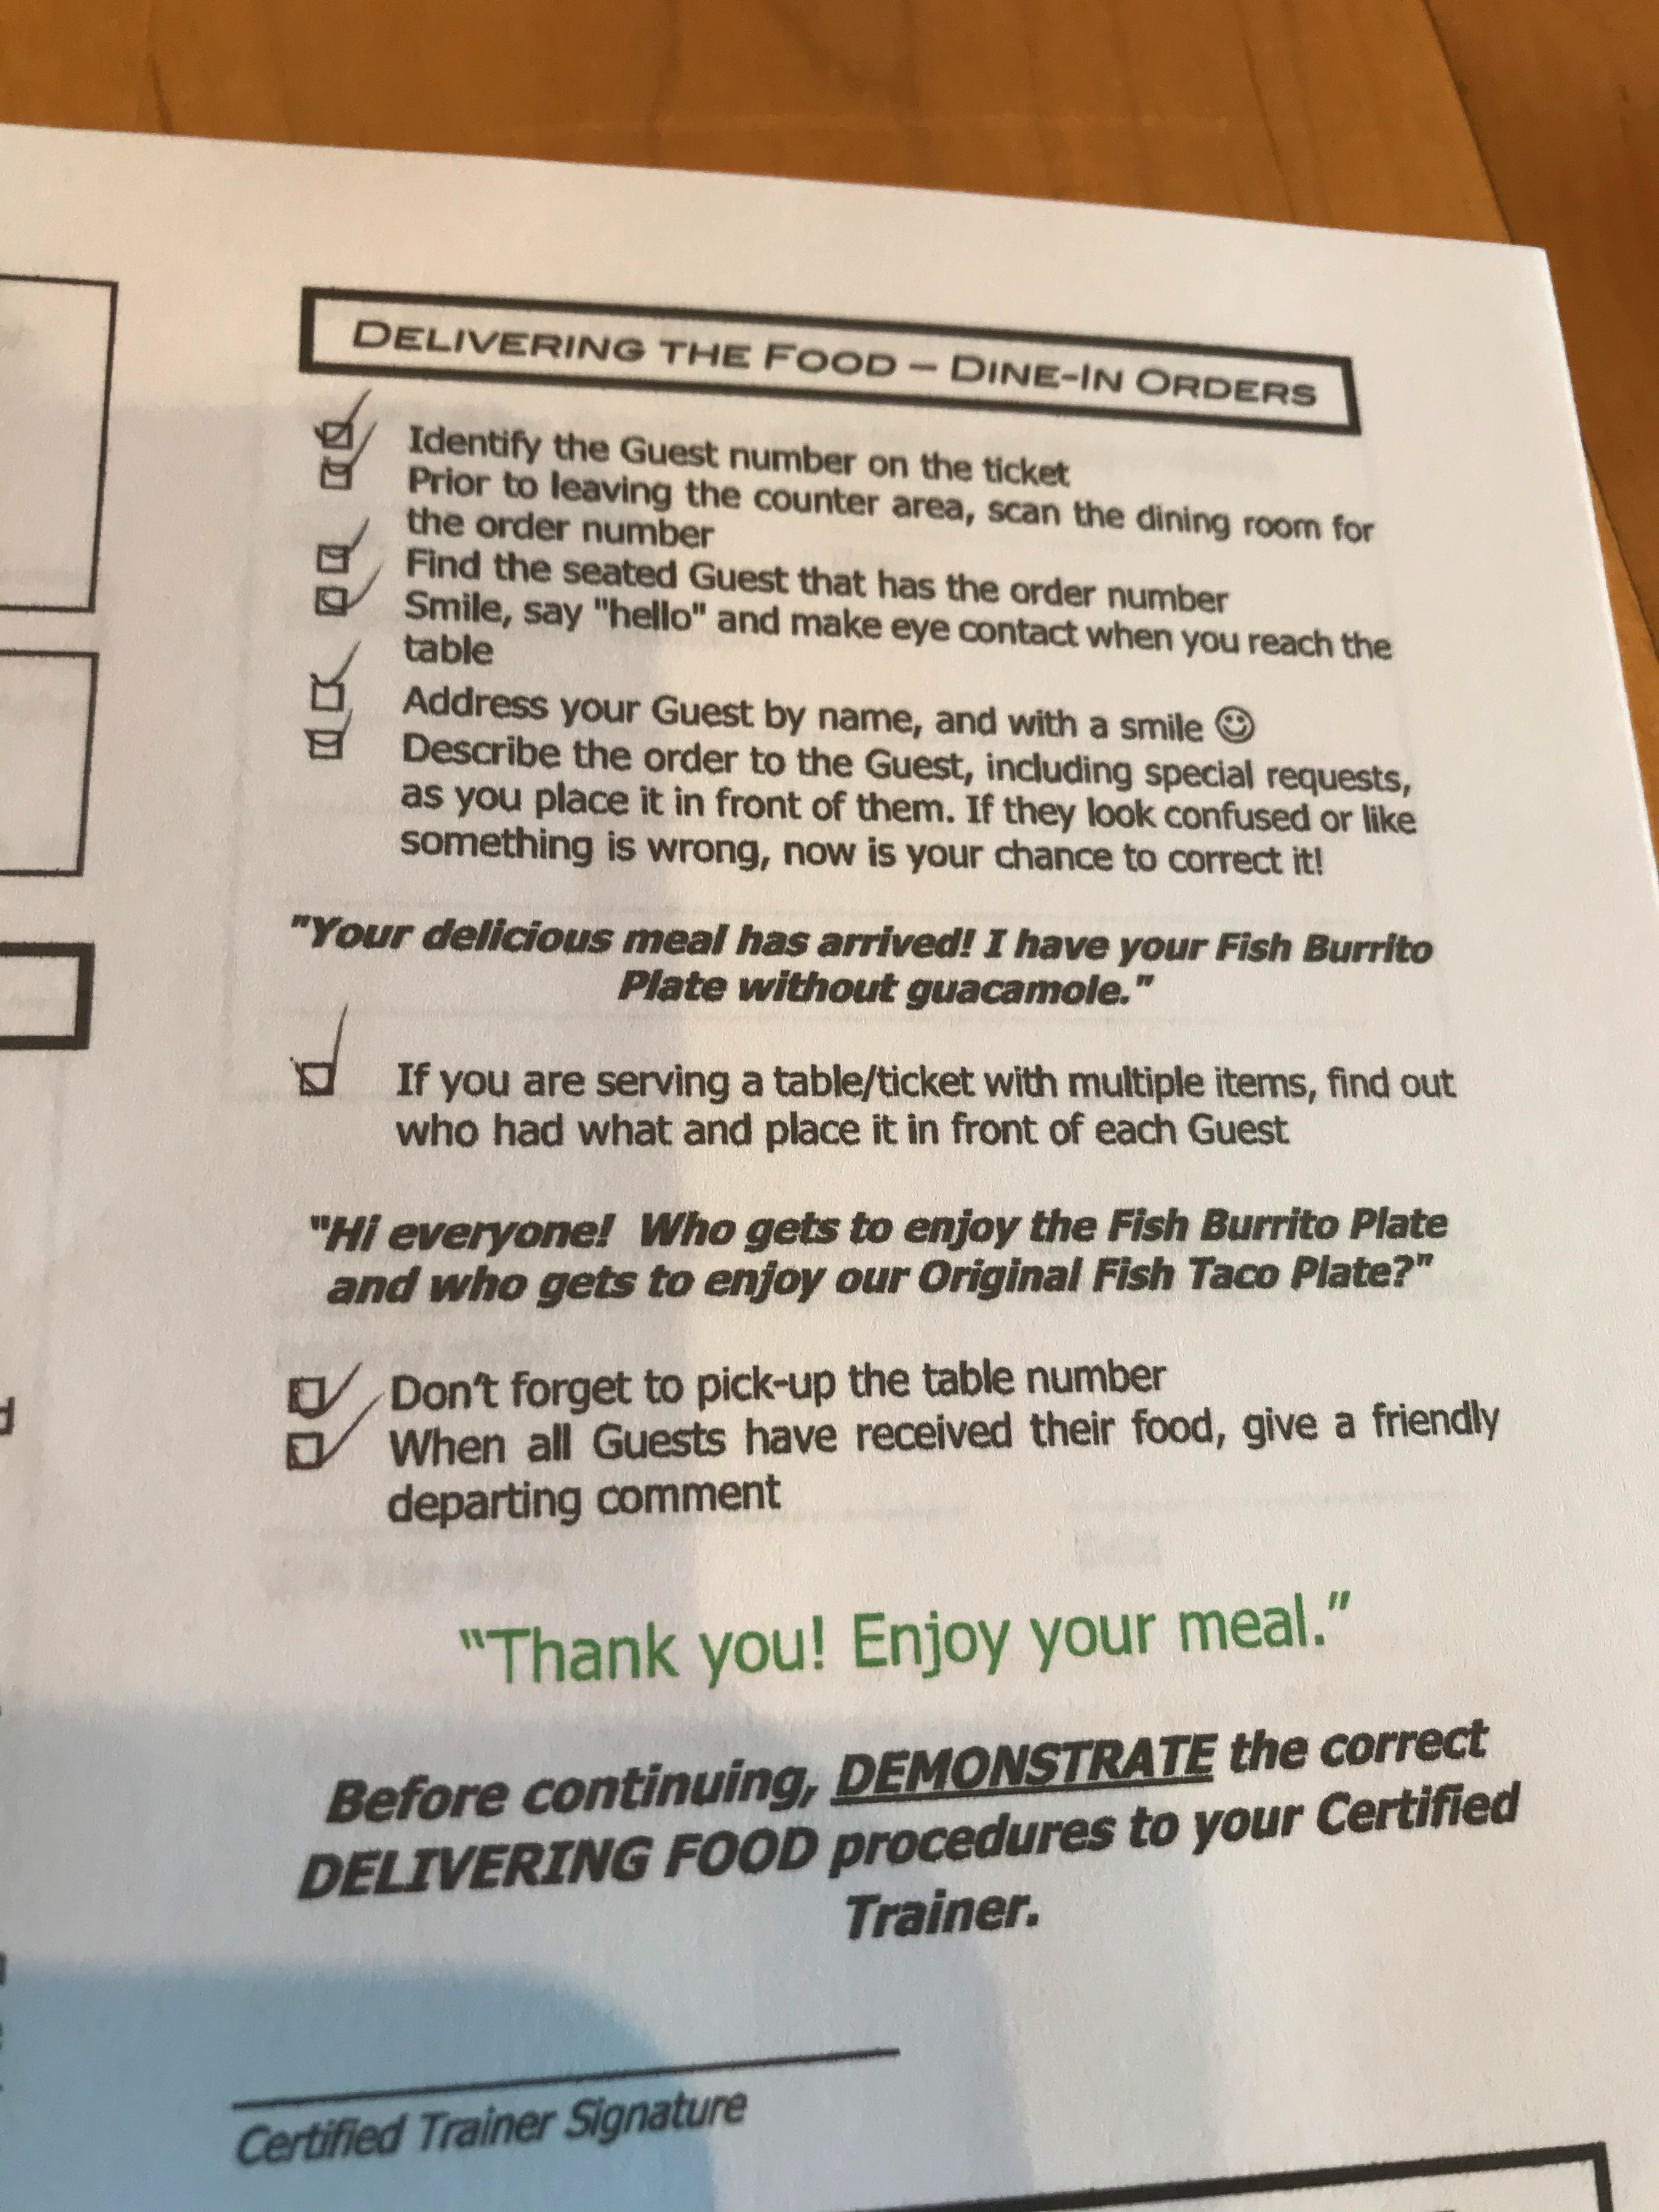 DELIVERING THE FOOD – DINE-IN ORDERS
Identify the Guest number on the ticket
Prior to leaving the counter area, scan the dining room for
the order number
Find the seated Guest that has the order number
Smile, say "hello" and make eye contact when you reach the
table
Address your Guest by name, and with a smile ☺
Describe the order to the Guest, including special requests,
as you place it in front of them. If they look confused or like
something is wrong, now is your chance to correct it!
"Your delicious meal has arrived! I have your Fish Burrito
Plate without guacamole."
If you are serving a table/ticket with multiple items, find out
who had what and place it in front of each Guest
"Hi everyone!  Who gets to enjoy the Fish Burrito Plate
and who gets to enjoy our Original Fish Taco Plate?"
Don't forget to pick-up the table number
When all Guests have received their food, give a friendly
departing comment
“Thank you! Enjoy your meal.”
Before continuing, DEMONSTRATE the correct
DELIVERING FOOD procedures to your Certified
Trainer.
Certified Trainer Signature